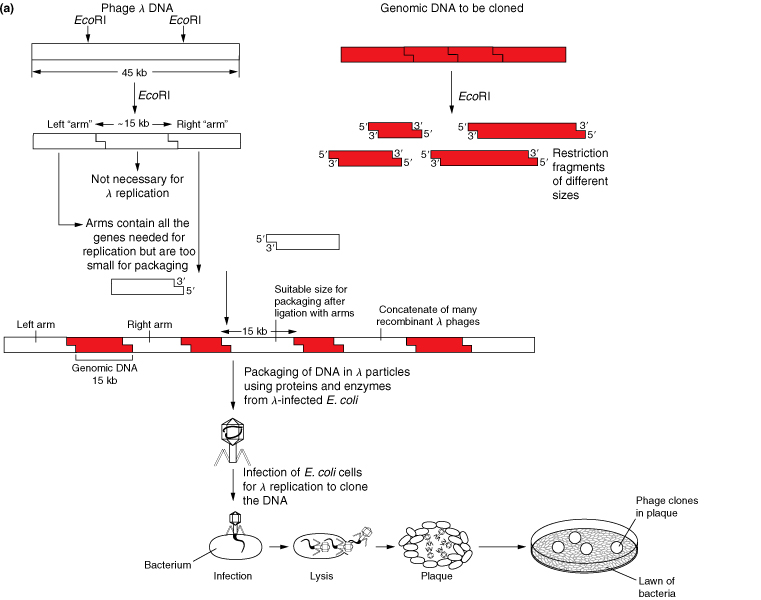 (a)
Phage λ DNA
EcoRI
EcoRI
45 kb
EcoRI
Left “arm”
~15 kb
Right “arm”
Not necessary for
λ replication
Arms contain all the
genes needed for
replication but are too
small for packaging
3′
5′
5′
3′
Genomic DNA to be cloned
EcoRI
5′
3′
3′
5′
5′
3′
3′
5′
5′
3′
3′
5′
5′
3′
3′
5′
Restriction
fragments
of different
sizes
Suitable size for
packaging after
ligation with arms
Left arm
Right arm
15 kb
Concatenate of many
recombinant λ phages
Genomic DNA
15 kb
Packaging of DNA in λ particles
using proteins and enzymes
from λ-infected E. coli
Infection of E. coli cells
for λ replication to clone
the DNA
Bacterium
Infection
Lysis
Plaque
Phage clones
in plaque
Lawn of
bacteria